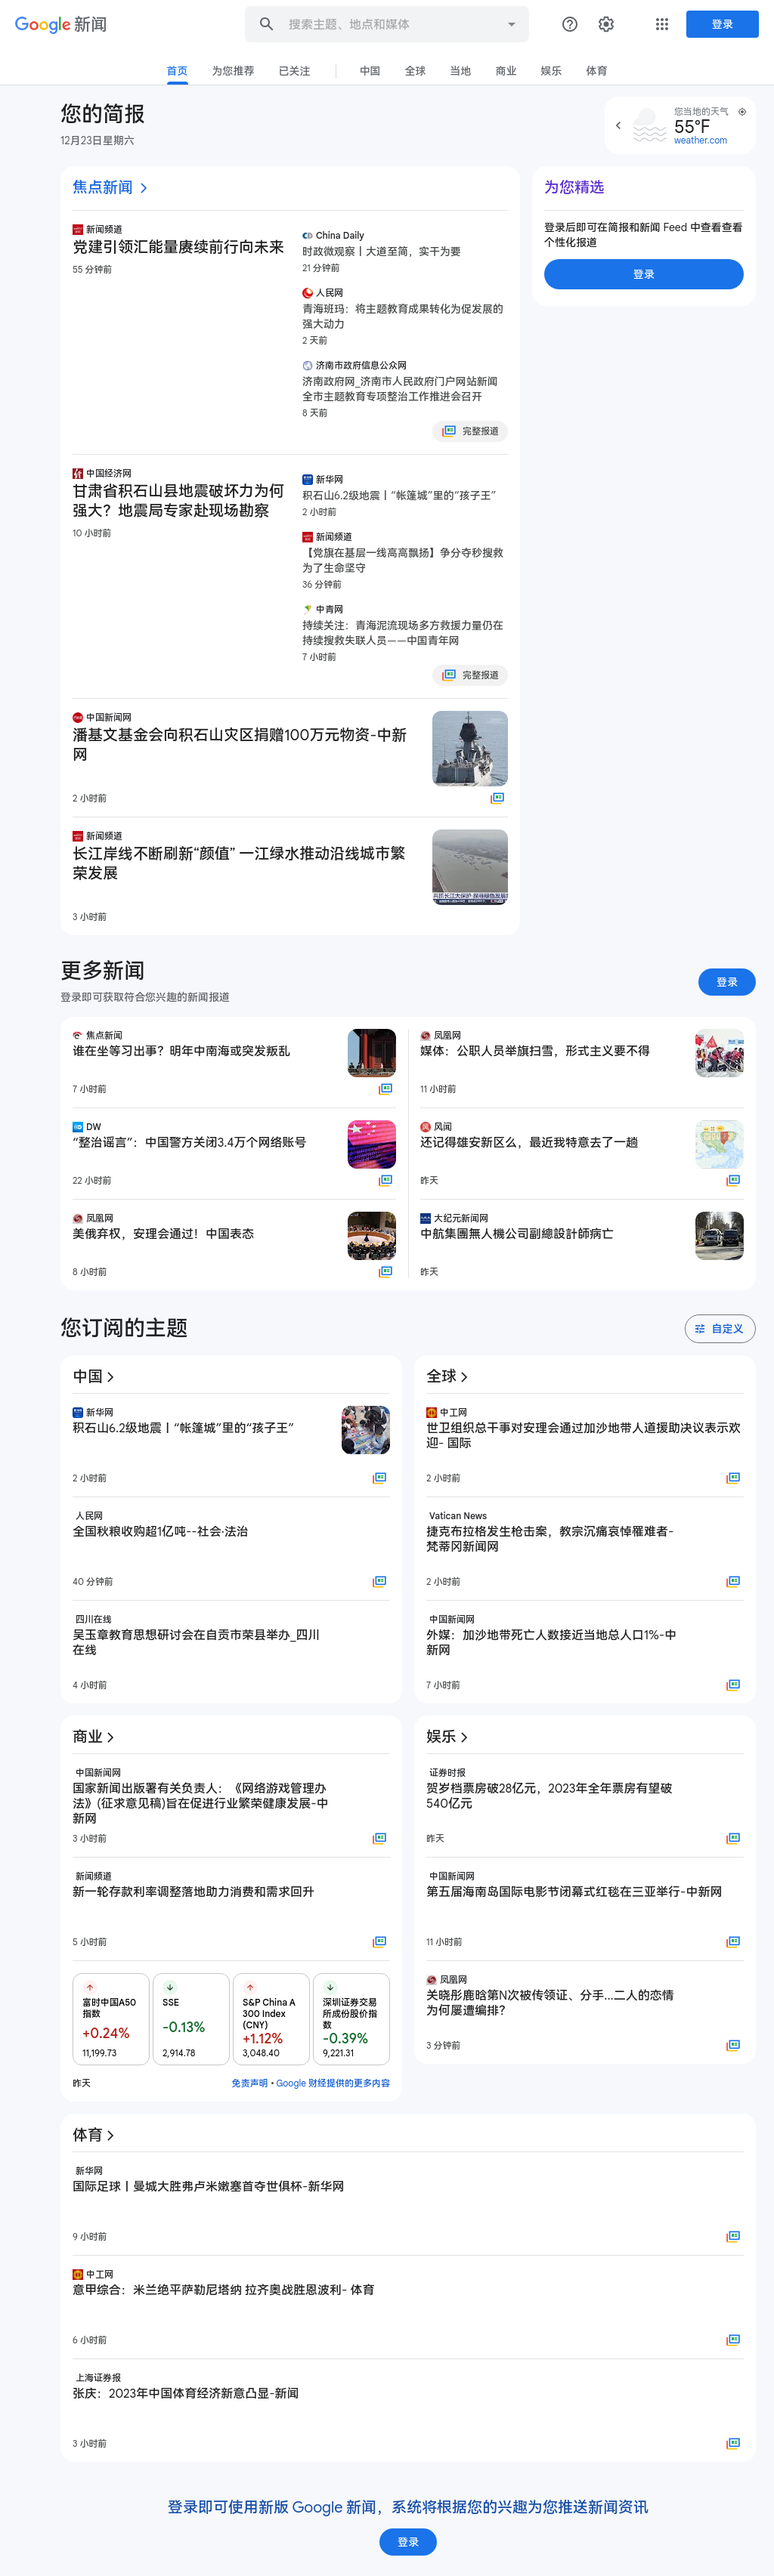 Google 新闻
搜索主题、地点和媒体
登录
首页
为您推荐
已关注
中国
全球
当地
商业
娱乐
体育
您的简报
12月23日星期六
您当地的天气
55°F
weather.com
焦点新闻
新闻频道
党建引领汇能量赓续前行向未来
55 分钟前
China Daily
时政微观察丨大道至简，实干为要
21 分钟前
人民网
青海班玛：将主题教育成果转化为促发展的
强大动力
2 天前
济南市政府信息公众网
济南政府网_济南市人民政府门户网站新闻
全市主题教育专项整治工作推进会召开
8 天前
完整报道
中国经济网
甘肃省积石山县地震破坏力为何
强大？地震局专家赴现场勘察
10 小时前
新华网
积石山6.2级地震丨“帐篷城”里的“孩子王”
2 小时前
新闻频道
【党旗在基层一线高高飘扬】争分夺秒搜救
为了生命坚守
36 分钟前
中青网
持续关注：青海泥流现场多方救援力量仍在
持续搜救失联人员——中国青年网
7 小时前
完整报道
中国新闻网
潘基文基金会向积石山灾区捐赠100万元物资-中新
网
2 小时前
新闻频道
长江岸线不断刷新“颜值” 一江绿水推动沿线城市繁
荣发展
3 小时前
为您精选
登录后即可在简报和新闻 Feed 中查看查看
个性化报道
登录
更多新闻
登录即可获取符合您兴趣的新闻报道
登录
焦点新闻
谁在坐等习出事？明年中南海或突发叛乱
7 小时前
DW
“整治谣言”：中国警方关闭3.4万个网络账号
22 小时前
凤凰网
美俄弃权，安理会通过！中国表态
8 小时前
凤凰网
媒体：公职人员举旗扫雪，形式主义要不得
11 小时前
风闻
还记得雄安新区么，最近我特意去了一趟
昨天
大纪元新闻网
中航集團無人機公司副總設計師病亡
昨天
您订阅的主题
自定义
中国
新华网
积石山6.2级地震丨“帐篷城”里的“孩子王”
2 小时前
人民网
全国秋粮收购超1亿吨--社会·法治
40 分钟前
四川在线
吴玉章教育思想研讨会在自贡市荣县举办_四川
在线
4 小时前
全球
中工网
世卫组织总干事对安理会通过加沙地带人道援助决议表示欢
迎- 国际
2 小时前
Vatican News
捷克布拉格发生枪击案，教宗沉痛哀悼罹难者-
梵蒂冈新闻网
2 小时前
中国新闻网
外媒：加沙地带死亡人数接近当地总人口1%-中
新网
7 小时前
商业
中国新闻网
国家新闻出版署有关负责人：《网络游戏管理办
法》(征求意见稿)旨在促进行业繁荣健康发展-中
新网
3 小时前
新闻频道
新一轮存款利率调整落地助力消费和需求回升
5 小时前
富时中国A50
指数
+0.24%
11,199.73
SSE
-0.13%
2,914.78
S&P China A
300 Index
(CNY)
+1.12%
3,048.40
深圳证券交易
所成份股价指
数
-0.39%
9,221.31
昨天
免责声明 • Google 财经提供的更多内容
娱乐
证券时报
贺岁档票房破28亿元，2023年全年票房有望破
540亿元
昨天
中国新闻网
第五届海南岛国际电影节闭幕式红毯在三亚举行-中新网
11 小时前
凤凰网
关晓彤鹿晗第N次被传领证、分手...二人的恋情
为何屡遭编排？
3 分钟前
体育
新华网
国际足球丨曼城大胜弗卢米嫩塞首夺世俱杯-新华网
9 小时前
中工网
意甲综合：米兰绝平萨勒尼塔纳 拉齐奥战胜恩波利- 体育
6 小时前
上海证券报
张庆：2023年中国体育经济新意凸显-新闻
3 小时前
登录即可使用新版 Google 新闻，系统将根据您的兴趣为您推送新闻资讯
登录